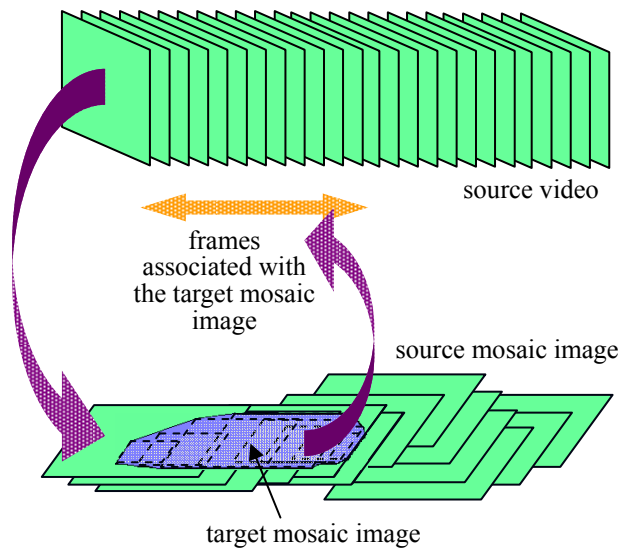 source video
frames
associated with
the target mosaic
image
source mosaic image
target mosaic image